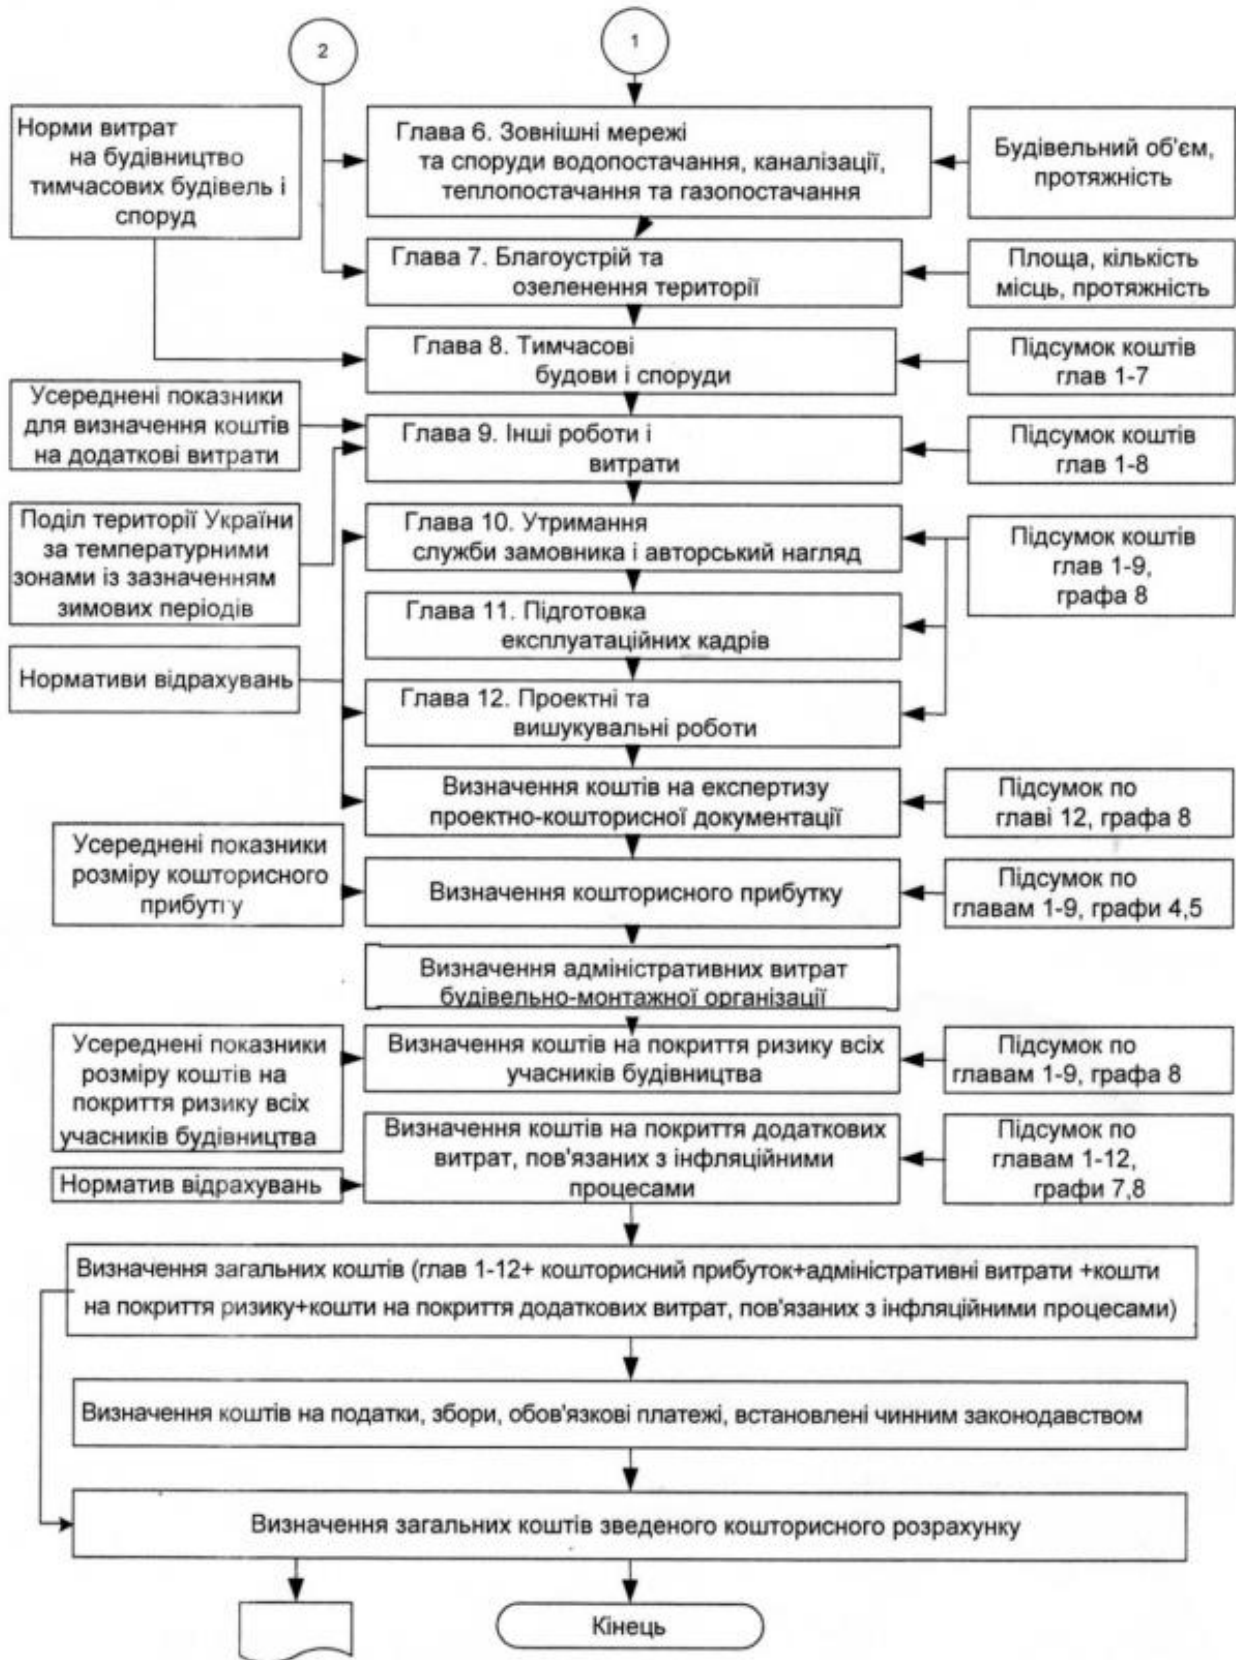 2
1
Норми витрат
на будівництво
тимчасових будівель і
споруд
Глава 6. Зовнішні мережі
та споруди водопостачання, каналізації,
теплопостачання та газопостачання
Будівельний об'єм,
протяжність
Глава 7. Благоустрій та
озеленення території
Площа, кількість
місць, протяжність
Глава 8. Тимчасові
будови і споруди
Підсумок коштів
глав 1-7
Усереднені показники
для визначення коштів
на додаткові витрати
Глава 9. Інші роботи і
витрати
Підсумок коштів
глав 1-8
Поділ території України
за температурними
зонами із зазначенням
зимових періодів
Глава 10. Утримання
служби замовника і авторський нагляд
Підсумок коштів
глав 1-9,
графа 8
Глава 11. Підготовка
експлуатаційних кадрів
Нормативи відрахувань
Глава 12. Проектні та
вишукувальні роботи
Визначення коштів на експертизу
проектно-кошторисної документації
Підсумок по
главі 12, графа 8
Усереднені показники
розміру кошторисного
прибутку
Визначення кошторисного прибутку
Підсумок по
главам 1-9, графи 4,5
Визначення адміністративних витрат
будівельно-монтажної організації
Усереднені показники
розміру коштів на
покриття ризику всіх
учасників будівництва
Визначення коштів на покриття ризику всіх
учасників будівництва
Підсумок по
главам 1-9, графа 8
Визначення коштів на покриття додаткових
витрат, пов'язаних з інфляційними
процесами
Підсумок по
главам 1-12,
графи 7,8
Норматив відрахувань
Визначення загальних коштів (глав 1-12+ кошторисний прибуток+адміністративні витрати +кошти
на покриття ризику+кошти на покриття додаткових витрат, пов'язаних з інфляційними процесами)
Визначення коштів на податки, збори, обов'язкові платежі, встановлені чинним законодавством
Визначення загальних коштів зведеного кошторисного розрахунку
Кінець